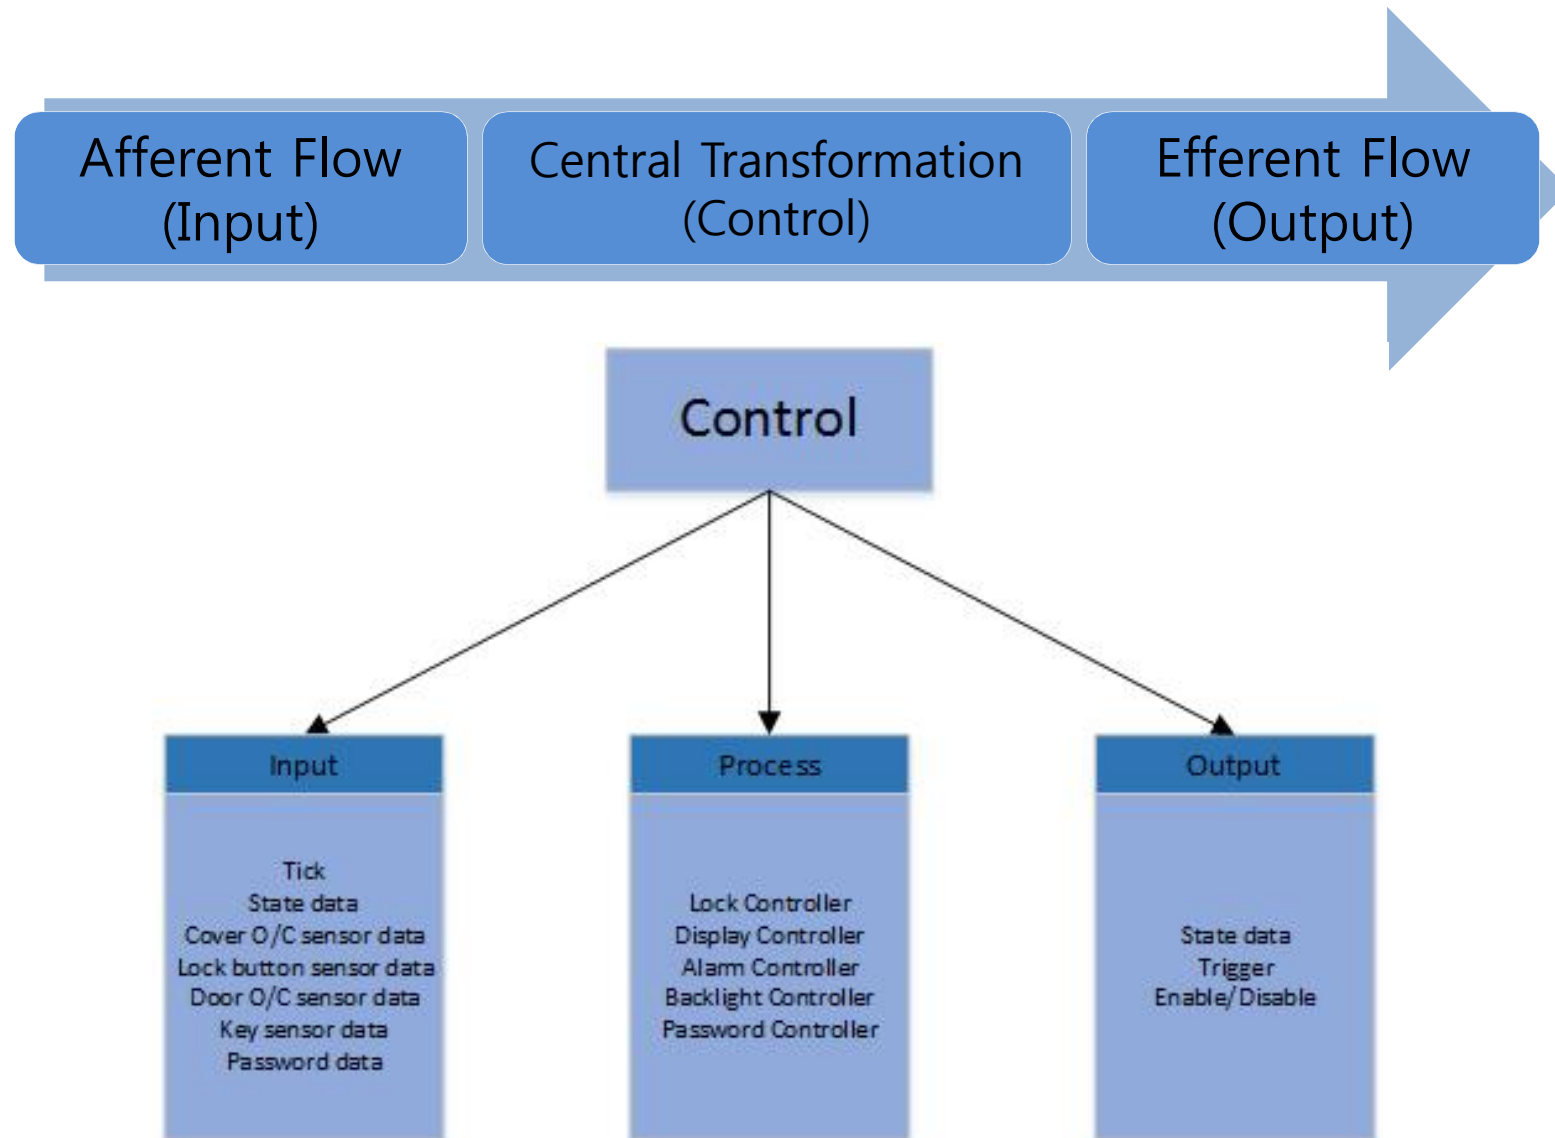 Afferent Flow
(Input)
Central Transformation
(Control)
Efferent Flow
(Output)
Control
Input
Tick
State data
Cover O/C sensor data
Lock button sensor data
Door O/C sensor data
Key sensor data
Password data
Process
Lock Controller
Display Controller
Alarm Controller
Backlight Controller
Password Controller
Output
State data
Trigger
Enable/Disable